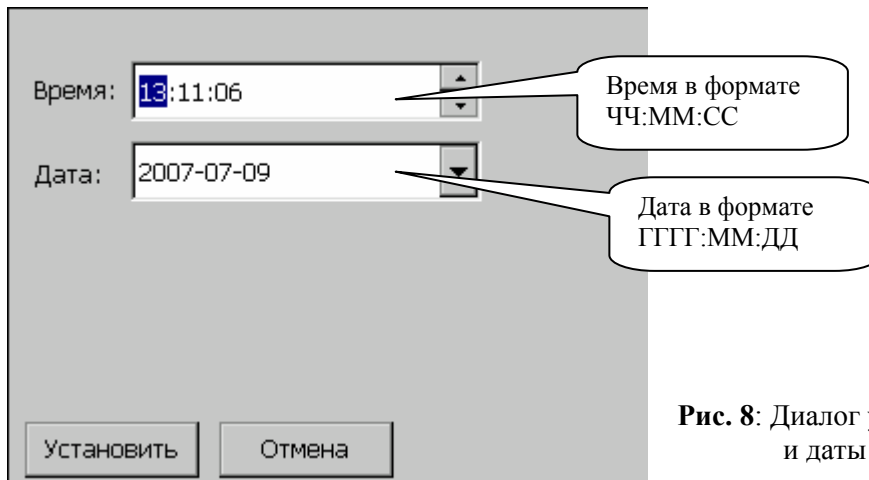 Время: 13:11:06
Время в формате
ЧЧ:ММ:СС
Дата: 2007-07-09
Дата в формате
ГГГГ:ММ:ДД
Рис. 8: Диалог
и даты
Установить Отмена